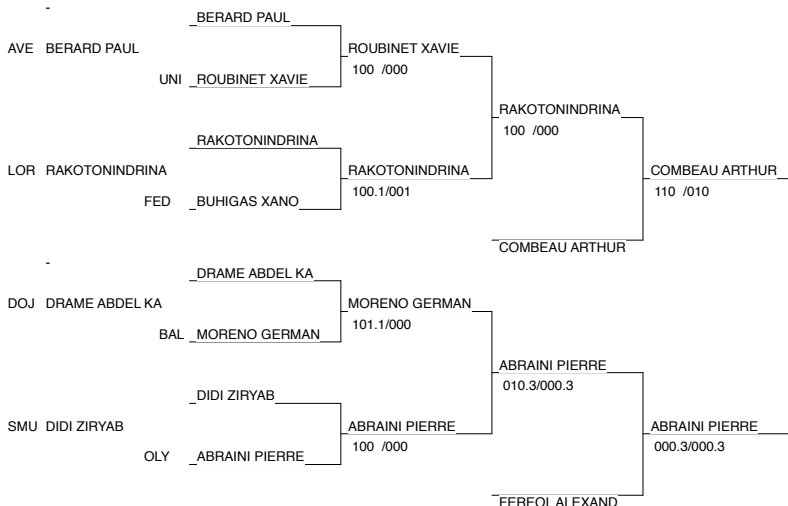 -
BERARD PAUL
AVE BERARD PAUL
ROUBINET XAVIE
100 /000
UNI ROUBINET XAVIE
RAKOTONINDRINA
100 /000
RAKOTONINDRINA
LOR RAKOTONINDRINA
RAKOTONINDRINA
100.1/001
COMBEAU ARTHUR
110 /010
FED BUHIGAS XANO
COMBEAU ARTHUR
-
DRAME ABDEL KA
DOJ DRAME ABDEL KA
MORENO GERMAN
101.1/000
BAL MORENO GERMAN
ABRAINI PIERRE
010.3/000.3
DIDI ZIRYAB
SMU DIDI ZIRYAB
ABRAINI PIERRE
100 /000
ABRAINI PIERRE
000.3/000.3
OLY ABRAINI PIERRE
FEREOL ALEXAND